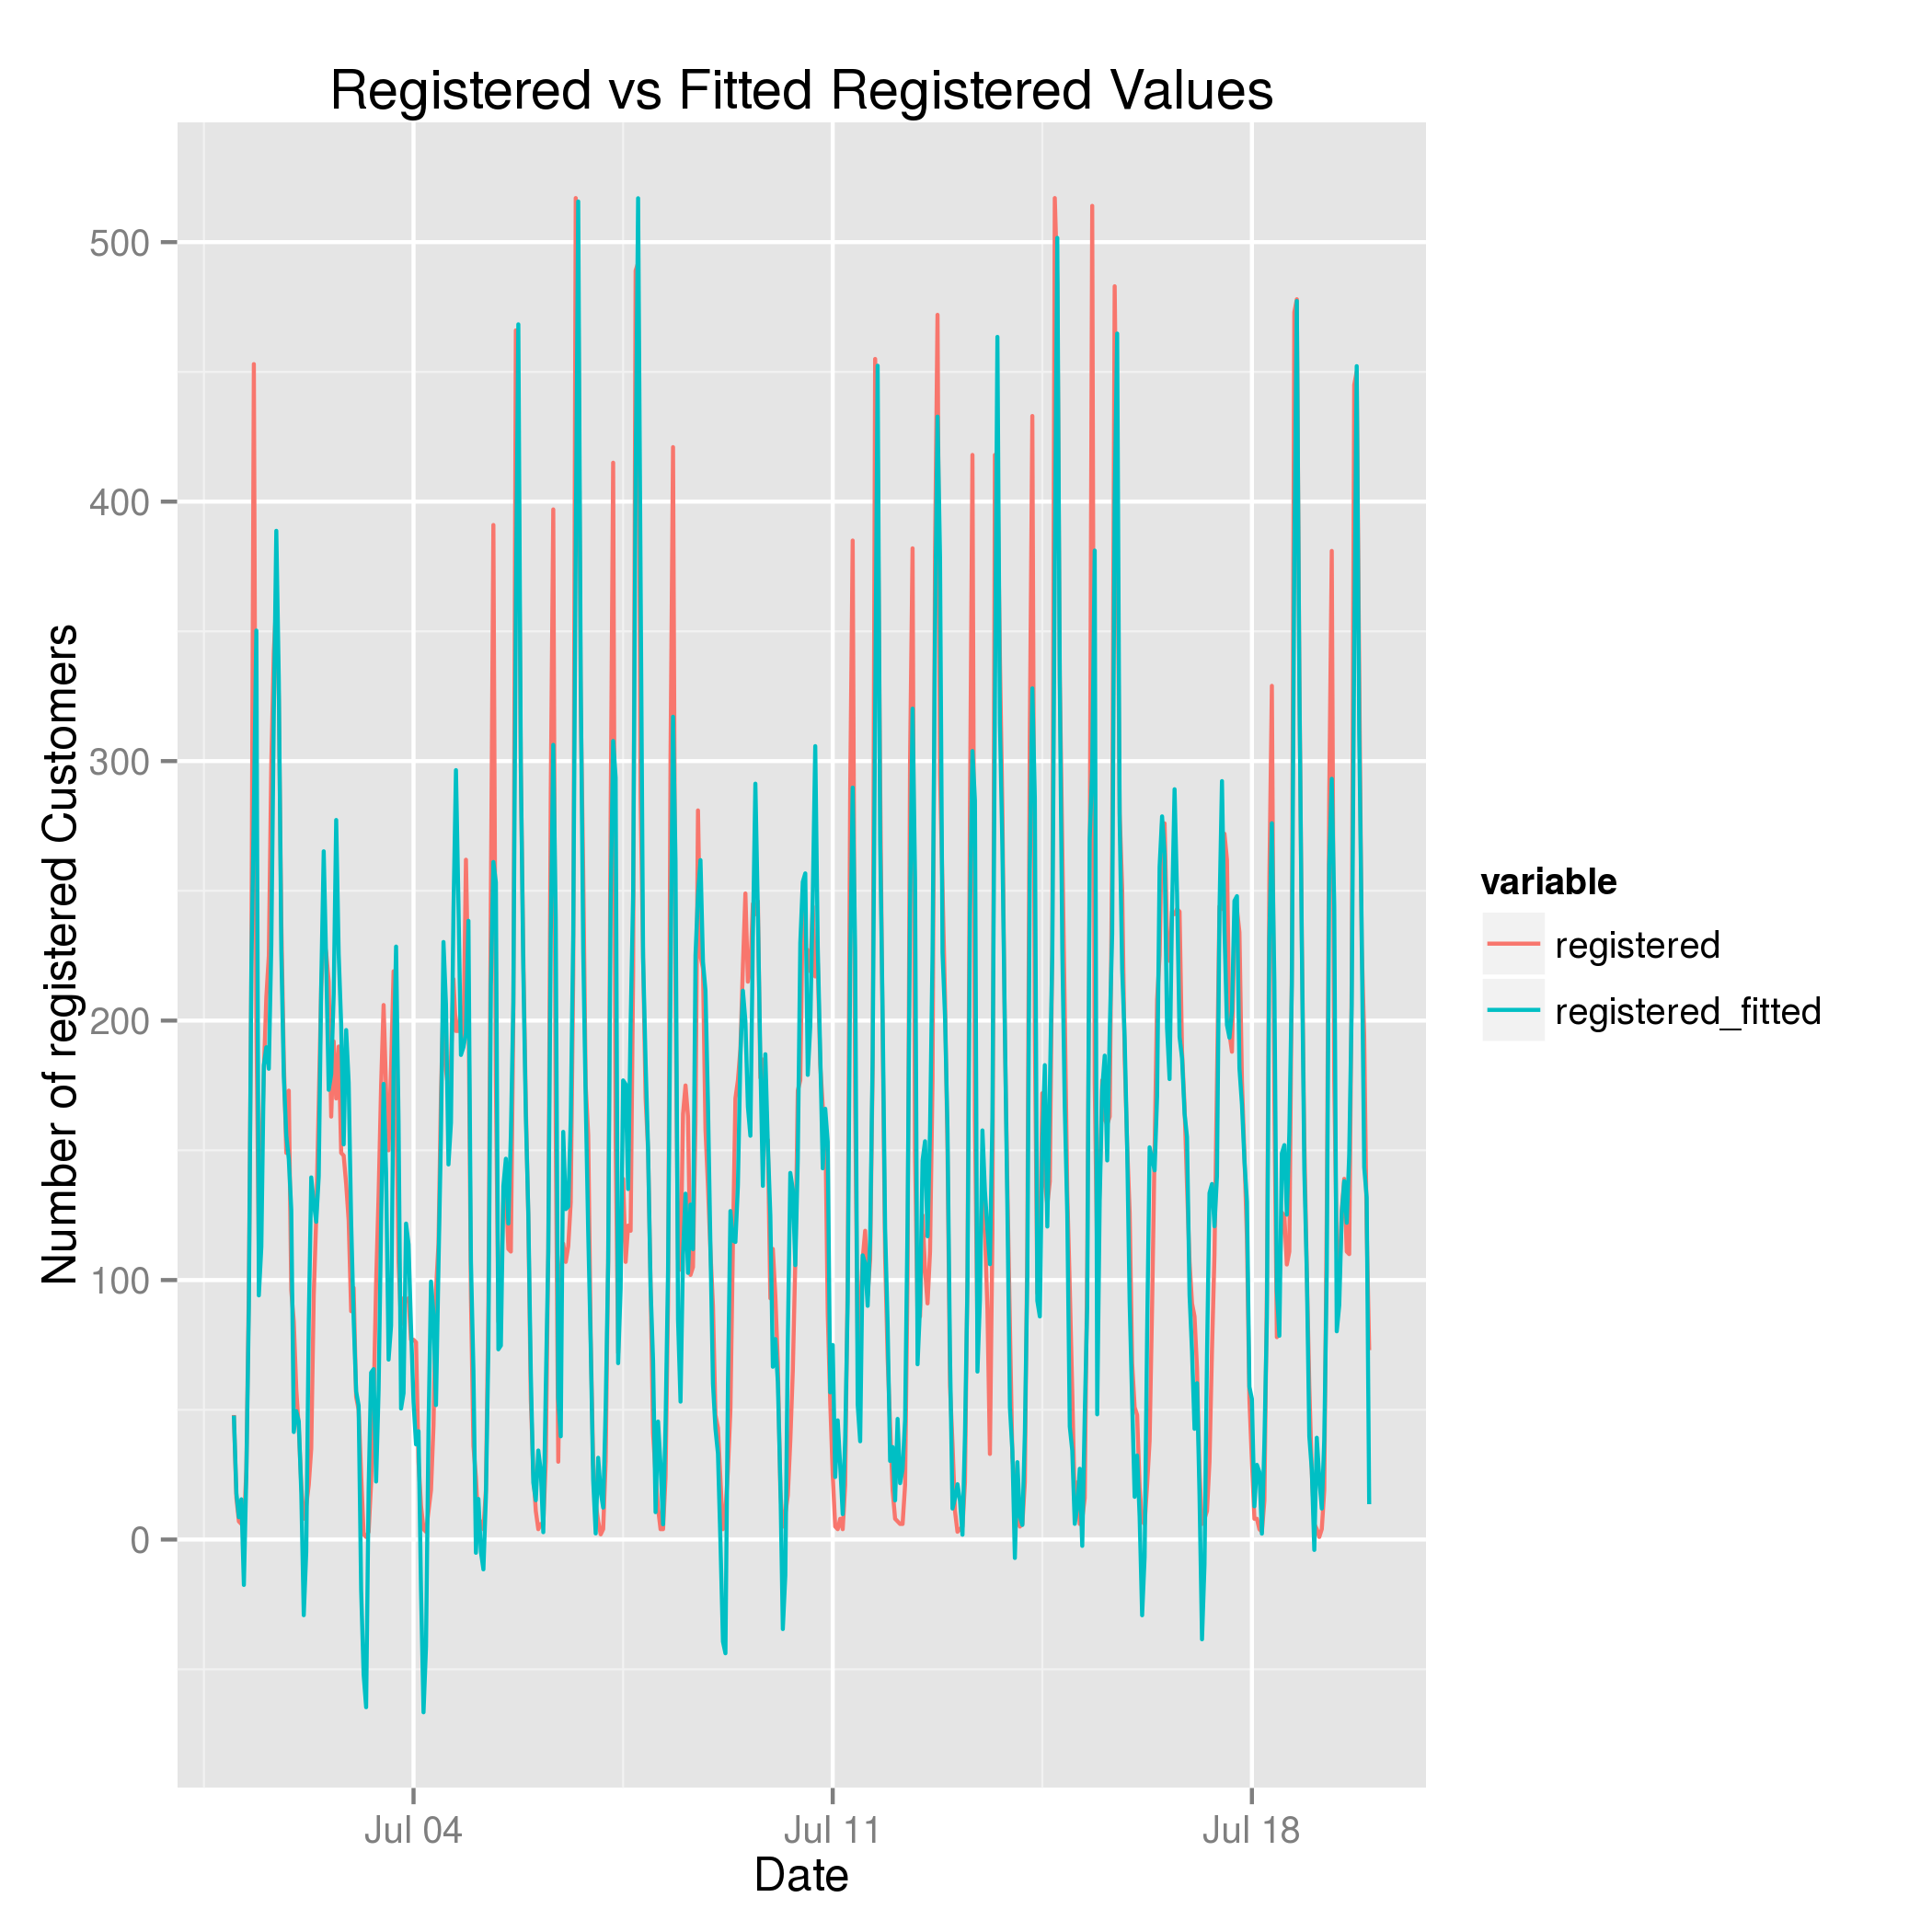 Registered vs Fitted Registered Values
Number of registered Customers
500
400
300
200
100
0
Jul 04
Jul 11
Jul 18
Date
variable
registered
registered_fitted